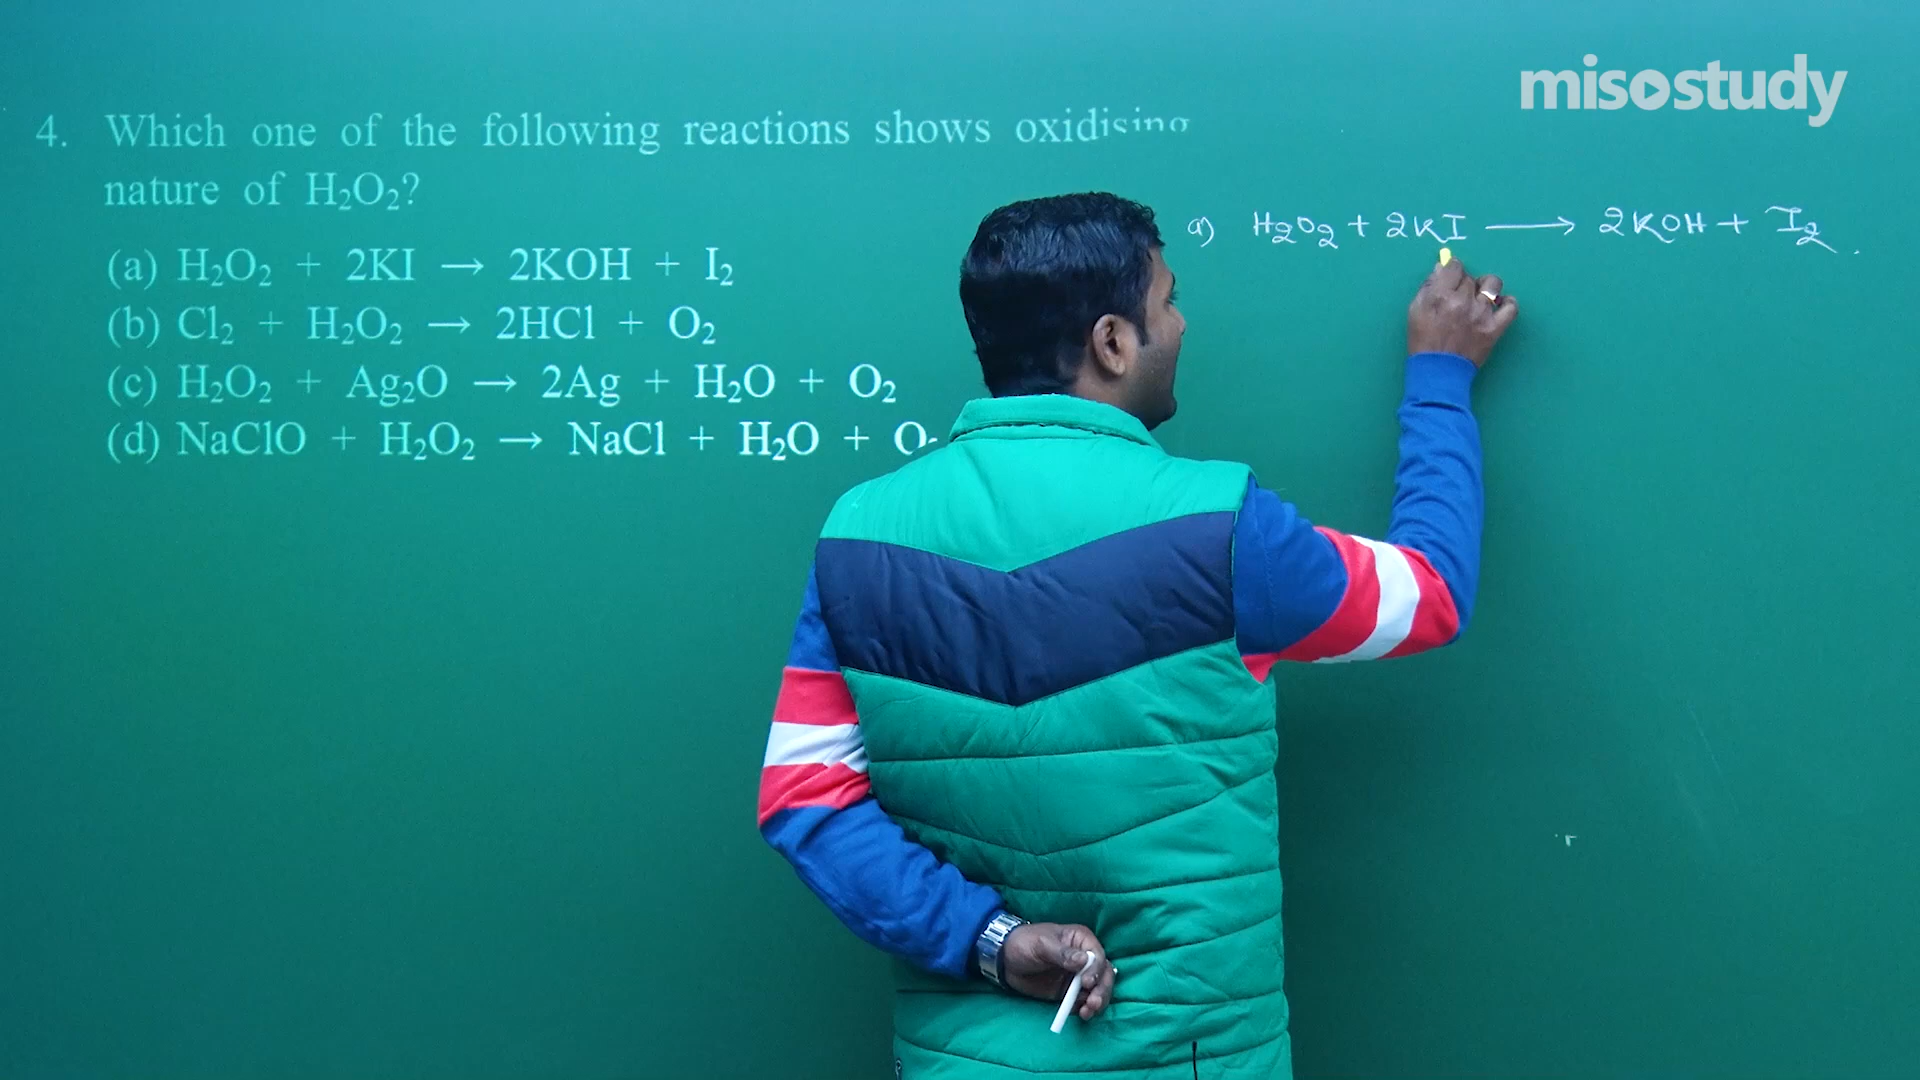 misostudy
4. Which one of the following reactions shows oxidising
nature of H₂O₂?
(a) H₂O₂ + 2KI → 2KOH + I₂
(b) Cl₂ + H₂O₂ → 2HCl + O₂
(c) H₂O₂ + Ag₂O → 2Ag + H₂O + O₂
(d) NaClO + H₂O₂ → NaCl + H₂O + O₂
a) H₂O₂ + 2KI → 2KOH + I₂